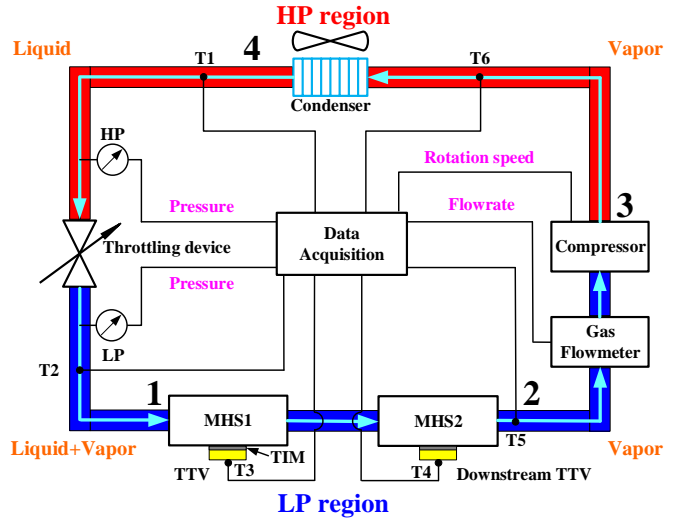 HP region
Liquid
4
Vapor
T1
T6
Condenser
HP
Rotation speed
Pressure
Flowrate
3
Throttling device
Data
Acquisition
Compressor
Pressure
LP
Gas
Flowmeter
T2
1
2
MHS1
MHS2
T5
Liquid+Vapor
TIM
Vapor
TTV
T3
T4
Downstream TTV
LP region